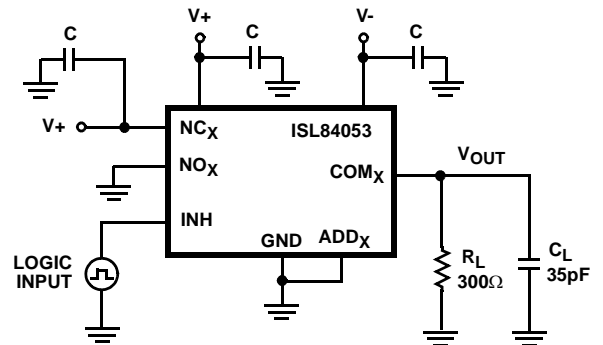 V+
V-
C
C
C
V+
NCX
ISL84053
NOX
COMX
VOUT
INH
GND
ADDX
LOGIC
INPUT
RL
300Ω
CL
35pF